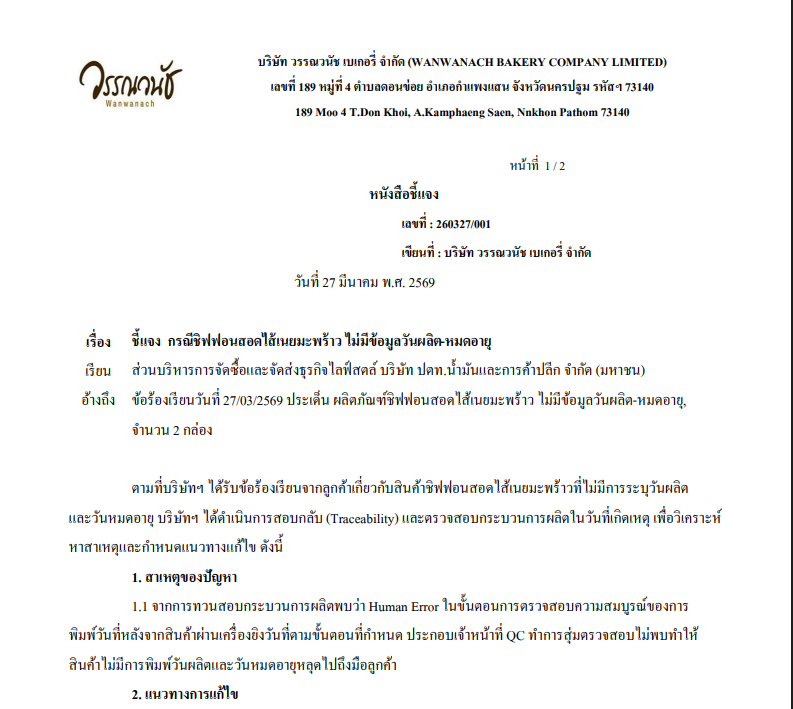 วรรณวนัช
Wanwanach
บริษัท วรรณวนัช เบเกอรี่ จำกัด (WANWANACH BAKERY COMPANY LIMITED)
เลขที่ 189 หมู่ที่ 4 ตำบลดอนข่อย อำเภอกำแพงแสน จังหวัดนครปฐม รหัสฯ 73140
189 Moo 4 T.Don Khoi, A.Kamphaeng Saen, Nnkhon Pathom 73140
หน้าที่ 1 / 2
หนังสือชี้แจง
เลขที่ : 260327/001
เขียนที่ : บริษัท วรรณวนัช เบเกอรี่ จำกัด
วันที่ 27 มีนาคม พ.ศ. 2569
เรื่อง ชี้แจง กรณีชิฟฟอนสอดไส้เนยมะพร้าว ไม่มีข้อมูลวันผลิต-หมดอายุ
เรียน ส่วนบริหารการจัดซื้อและจัดส่งธุรกิจไลฟ์สตล์ บริษัท ปตท.น้ำมันและการค้าปลีก จำกัด (มหาชน)
อ้างถึง ข้อร้องเรียนวันที่ 27/03/2569 ประเด็น ผลิตภัณฑ์ชิฟฟอนสอดไส้เนยมะพร้าว ไม่มีข้อมูลวันผลิต-หมดอายุ,
จำนวน 2 กล่อง
ตามที่บริษัทฯ ได้รับข้อร้องเรียนจากลูกค้าเกี่ยวกับสินค้าชิฟฟอนสอดไส้เนยมะพร้าวที่ไม่มีการระบุวันผลิต
และวันหมดอายุ บริษัทฯ ได้ดำเนินการสอบกลับ (Traceability) และตรวจสอบกระบวนการผลิตในวันที่เกิดเหตุ เพื่อวิเคราะห์
หาสาเหตุและกำหนดแนวทางแก้ไข ดังนี้
1. สาเหตุของปัญหา
1.1 จากการทวนสอบกระบวนการผลิตพบว่า Human Error ในขั้นตอนการตรวจสอบความสมบูรณ์ของการ
พิมพ์วันที่หลังจากสินค้าผ่านเครื่องยิงวันที่ตามขั้นตอนที่กำหนด ประกอบเจ้าหน้าที่ QC ทำการสุ่มตรวจสอบไม่พบทำให้
สินค้าไม่มีการพิมพ์วันผลิตและวันหมดอายุหลุดไปถึงมือลูกค้า
2. แนวทางการแก้ไข